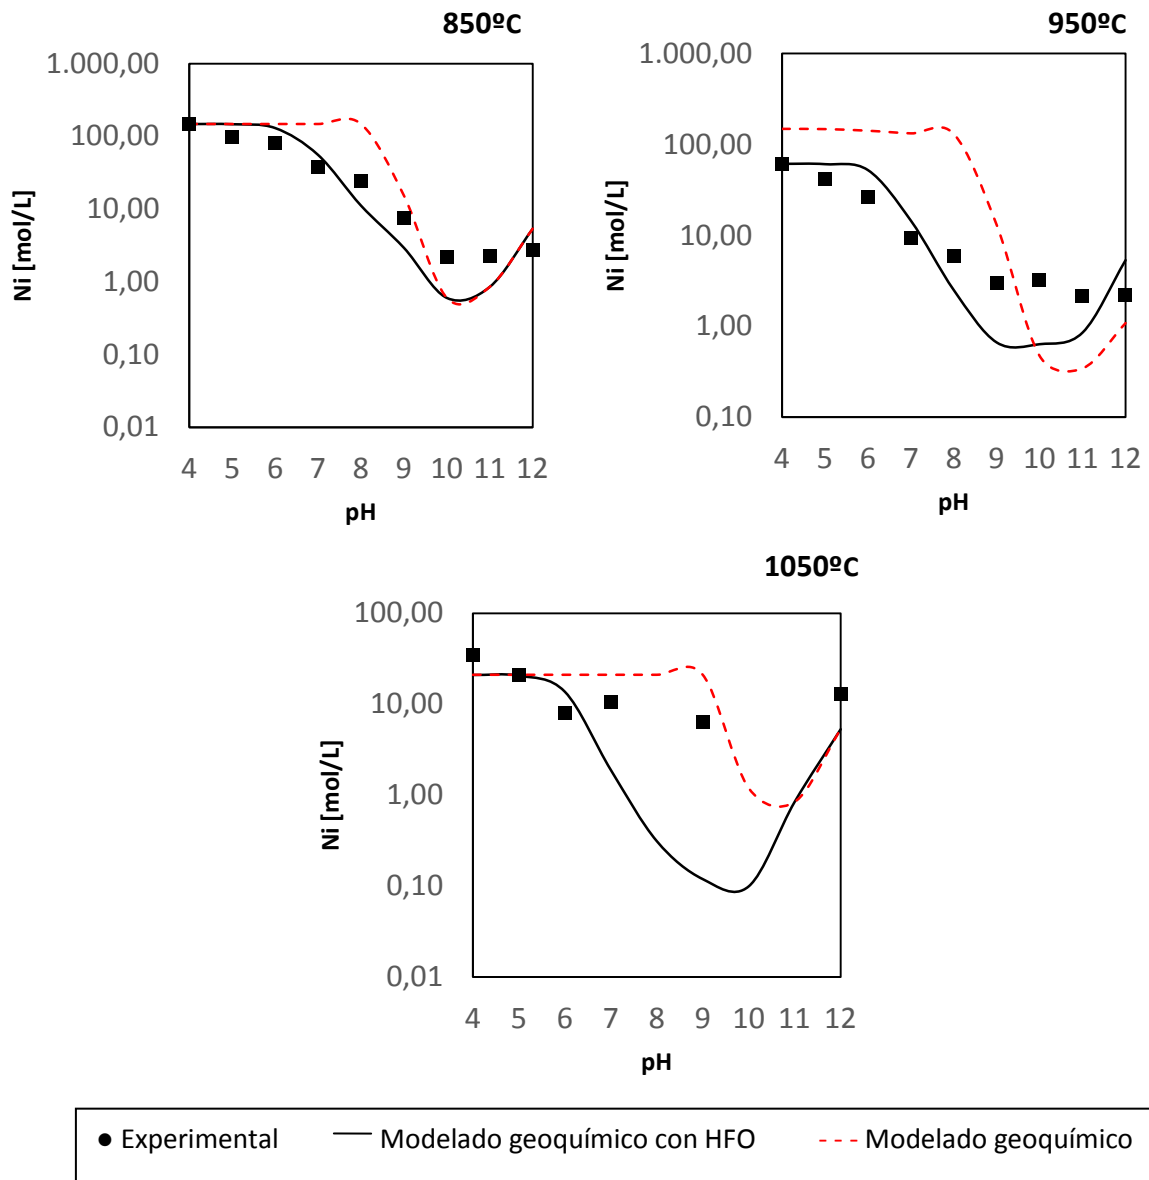 850ºC
1.000,00
100,00
10,00
1,00
0,10
0,01
Ni [mol/L]
4 5 6 7 8 9 10 11 12
pH
950ºC
1.000,00
100,00
10,00
1,00
0,10
Ni [mol/L]
4 5 6 7 8 9 10 11 12
pH
1050ºC
100,00
10,00
1,00
0,10
0,01
Ni [mol/L]
4 5 6 7 8 9 10 11 12
pH
Experimental Modelado geoquímico con HFO Modelado geoquímico